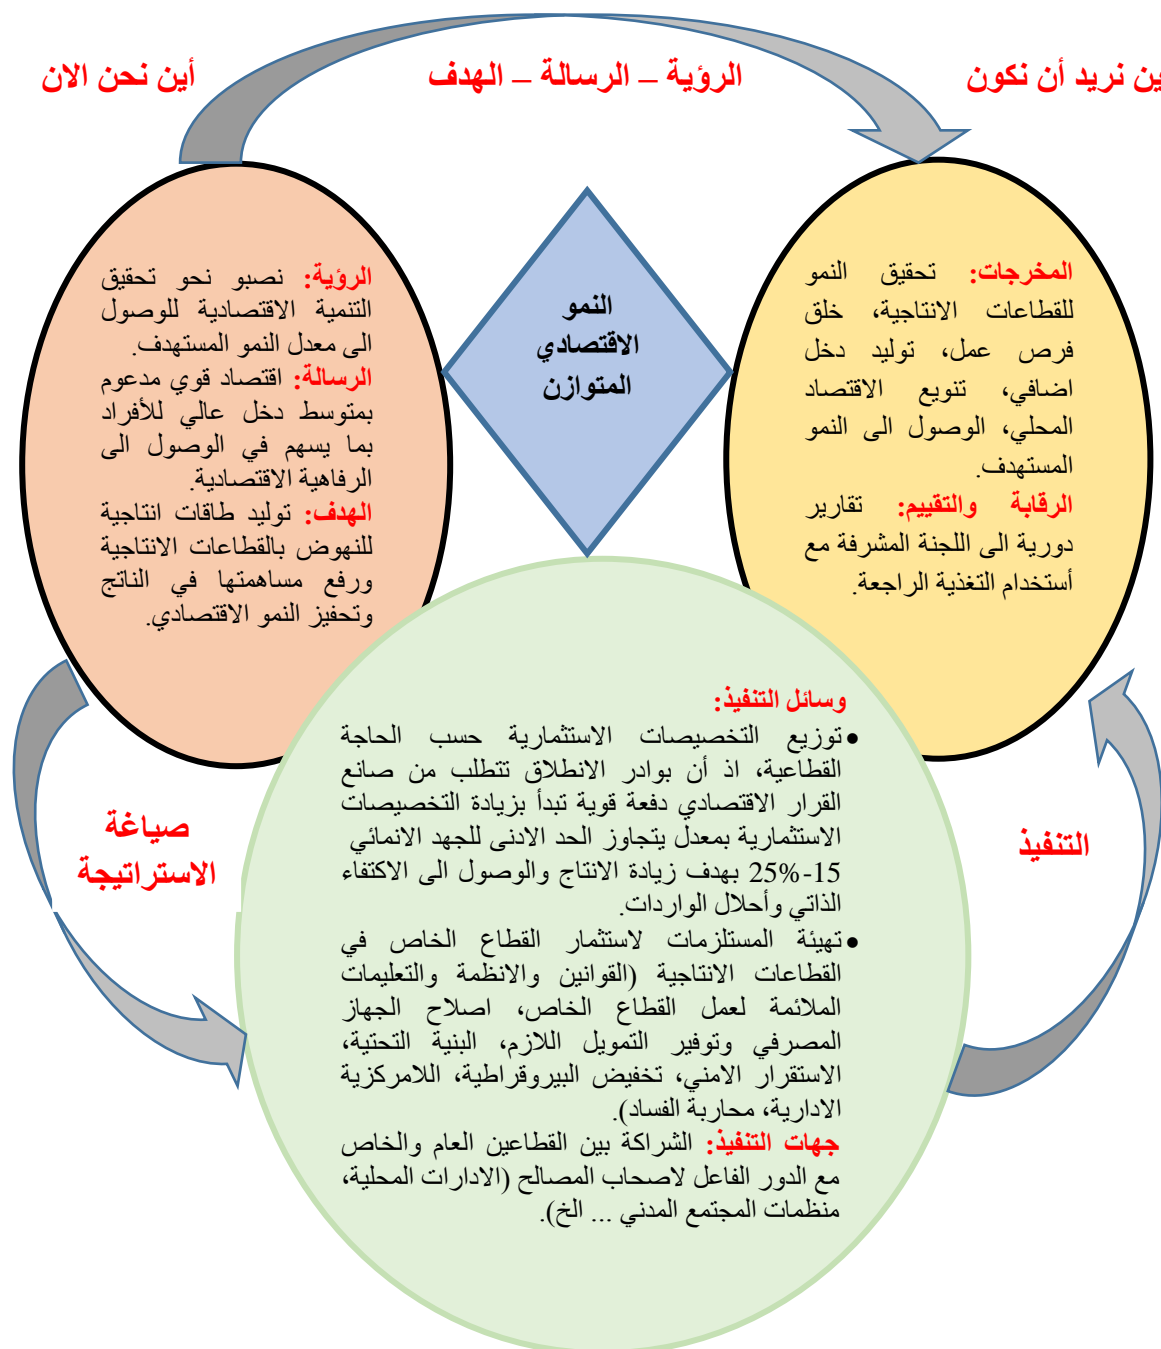 أين نحن الان
الرؤية – الرسالة – الهدف
ين نريد أن نكون
الرؤية: نصبو نحو تحقيق
التنمية الاقتصادية للوصول
الى معدل النمو المستهدف.
الرسالة: اقتصاد قوي مدعوم
بمتوسط دخل عالي للأفراد
بما يسهم في الوصول الى
الرفاهية الاقتصادية.
الهدف: توليد طاقات انتاجية
للنهوض بالقطاعات الانتاجية
ورفع مساهمتها في الناتج
وتحفيز النمو الاقتصادي.
النمو
الاقتصادي
المتوازن
المخرجات: تحقيق النمو
للقطاعات الانتاجية، خلق
فرص عمل، توليد دخل
اضافي، تنويع الاقتصاد
المحلي، الوصول الى النمو
المستهدف.
الرقابة والتقييم: تقارير
دورية الى اللجنة المشرفة مع
أستخدام التغذية الراجعة.
صياغة
الاستراتيجة
وسائل التنفيذ:
• توزيع التخصيصات الاستثمارية حسب الحاجة
القطاعية، اذ أن بوادر الانطلاق تتطلب من صانع
القرار الاقتصادي دفعة قوية تبدأ بزيادة التخصيصات
الاستثمارية بمعدل يتجاوز الحد الادنى للجهد الانمائي
15-25% بهدف زيادة الانتاج والوصول الى الاكتفاء
الذاتي وأحلال الواردات.
• تهيئة المستلزمات لاستثمار القطاع الخاص في
القطاعات الانتاجية (القوانين والانظمة والتعليمات
الملائمة لعمل القطاع الخاص، اصلاح الجهاز
المصرفي وتوفير التمويل اللازم، البنية التحتية،
الاستقرار الامني، تخفيض البيروقراطية، اللامركزية
الادارية، محاربة الفساد).
جهات التنفيذ: الشراكة بين القطاعين العام والخاص
مع الدور الفاعل لاصحاب المصالح (الادارات المحلية،
منظمات المجتمع المدني ... الخ).
التنفيذ